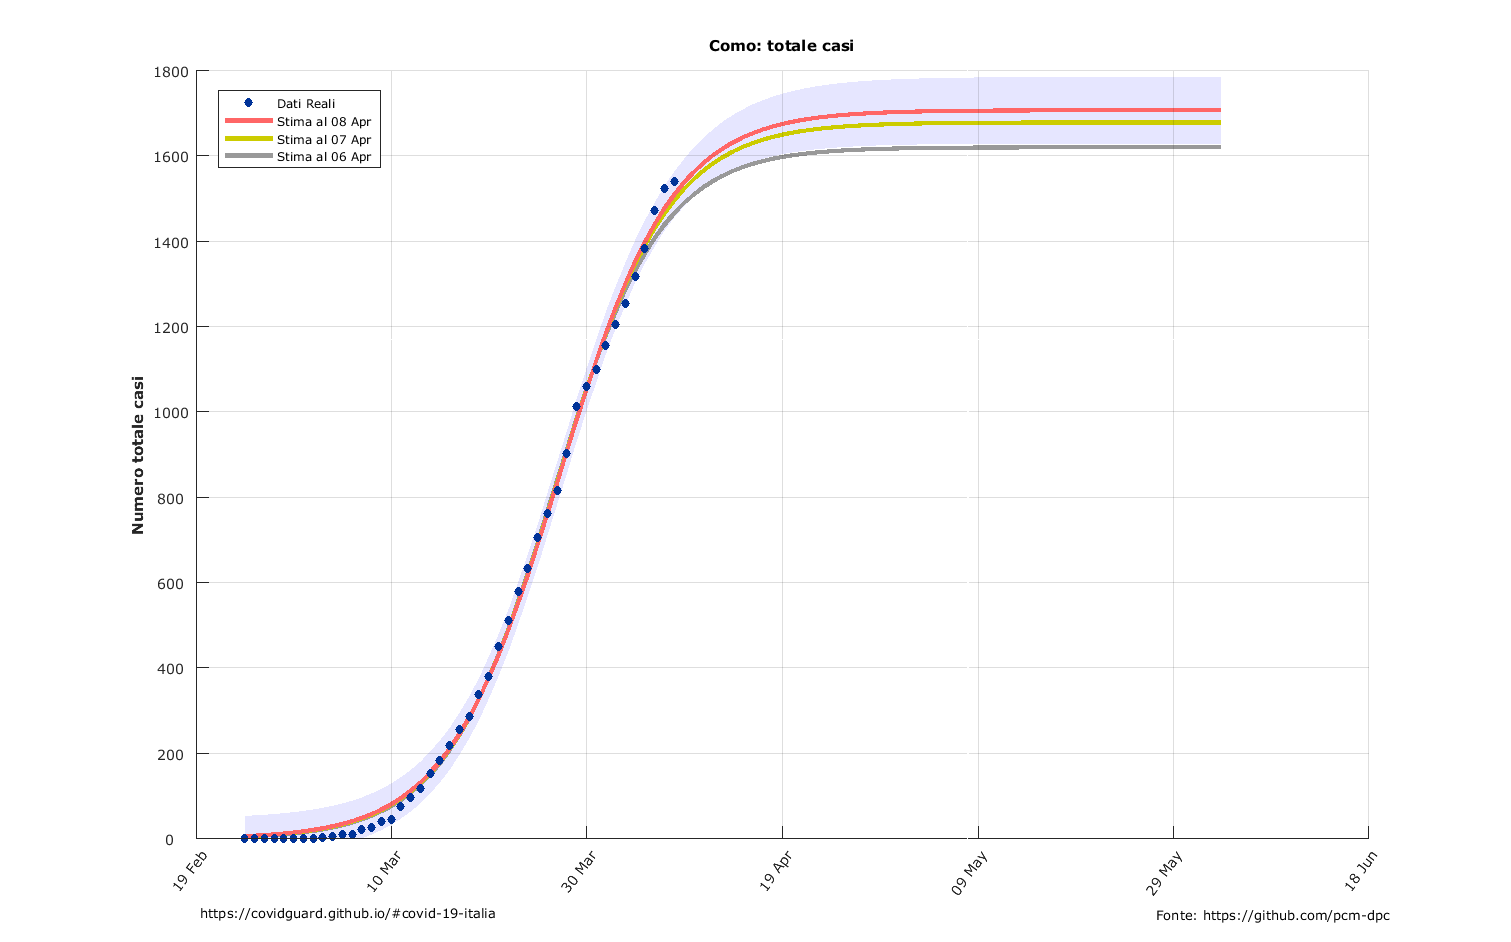 Como: totale casi
Dati Reali
Stima al 08 Apr
Stima al 07 Apr
Stima al 06 Apr
Numero totale casi
1800
1600
1400
1200
1000
800
600
400
200
0
19 Feb
10 Mar
30 Mar
19 Apr
09 May
29 May
18 Jun
https://covidguard.github.io/#covid-19-italia
Fonte: https://github.com/pcm-dpc